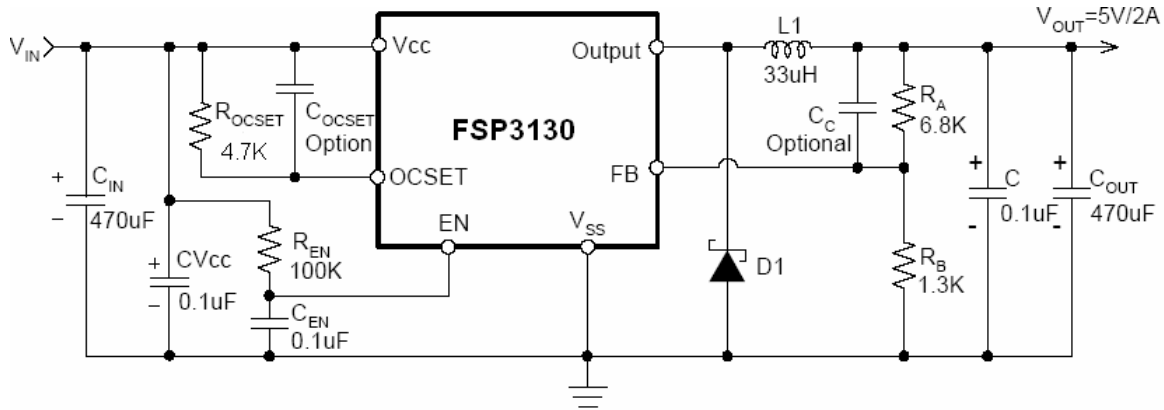 V_OUT=5V/2A
V_IN
Vcc
Output
L1
33uH
R_OCSET
4.7K
C_OCSET
Option
FSP3130
C_C
Optional
R_A
6.8K
OCSET
FB
C_IN
470uF
EN
V_SS
C
0.1uF
C_OUT
470uF
R_EN
100K
CVcc
0.1uF
D1
R_B
1.3K
C_EN
0.1uF